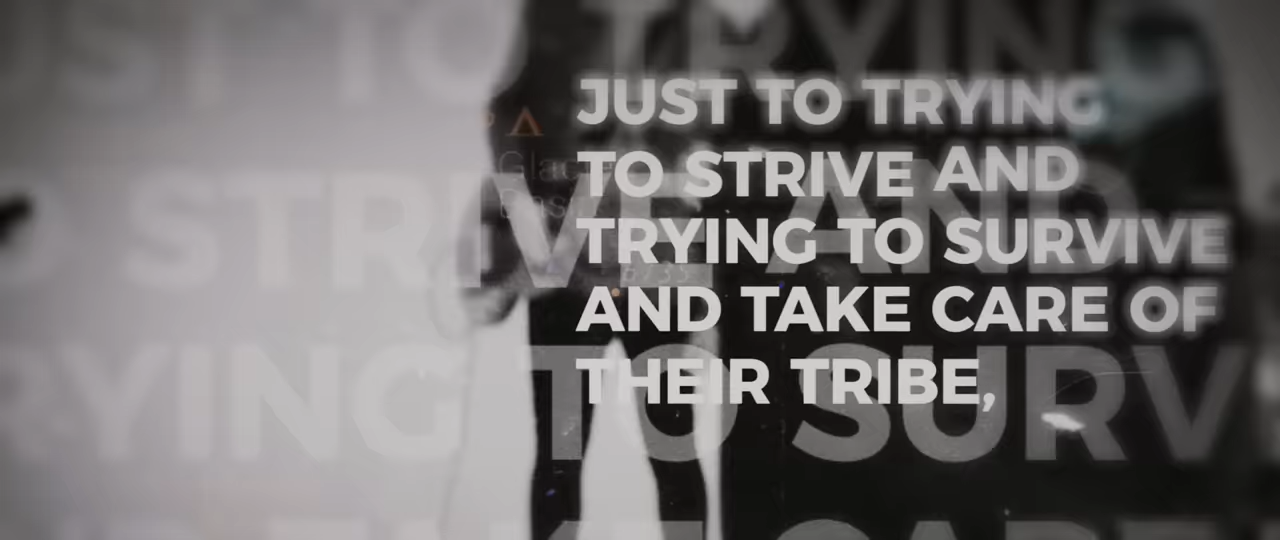 JUST TO TRYING
TO STRIVE AND
TRYING TO SURVIVE
AND TAKE CARE OF
THEIR TRIBE,